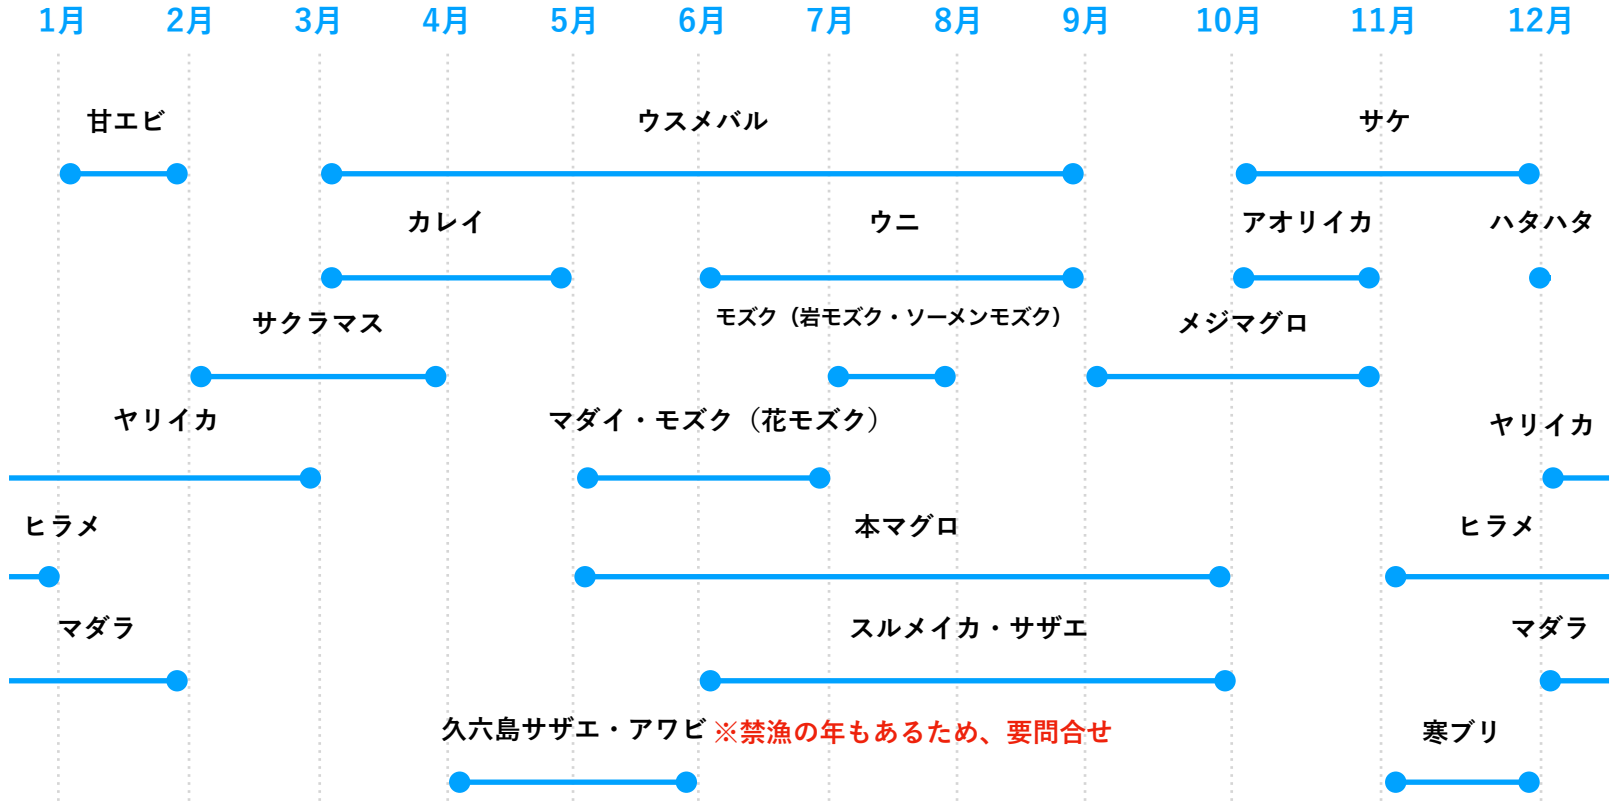 1月 2月 3月 4月 5月 6月 7月 8月 9月 10月 11月 12月
甘エビ ウスメバル サケ
カレイ ウニ アオリイカ ハタハタ
サクラマス モズク（岩モズク・ソーメンモズク） メジマグロ
ヤリイカ マダイ・モズク（花モズク） ヤリイカ
ヒラメ 本マグロ ヒラメ
マダラ スルメイカ・サザエ マダラ
久六島サザエ・アワビ ※禁漁の年もあるため、要問合せ 寒ブリ